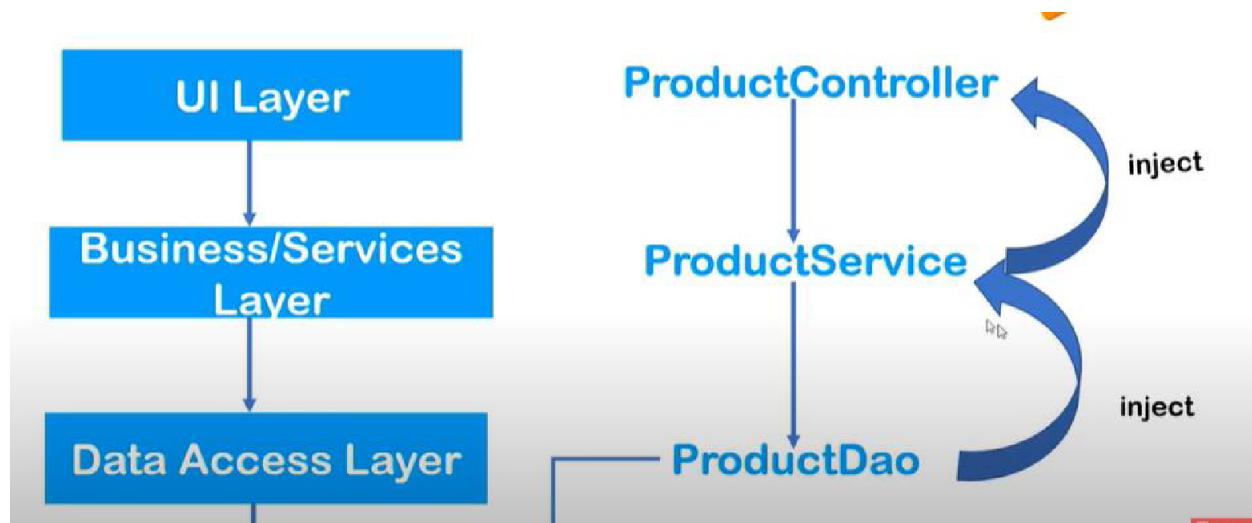 UI Layer
ProductController
inject
Business/Services
Layer
ProductService
inject
Data Access Layer
ProductDao